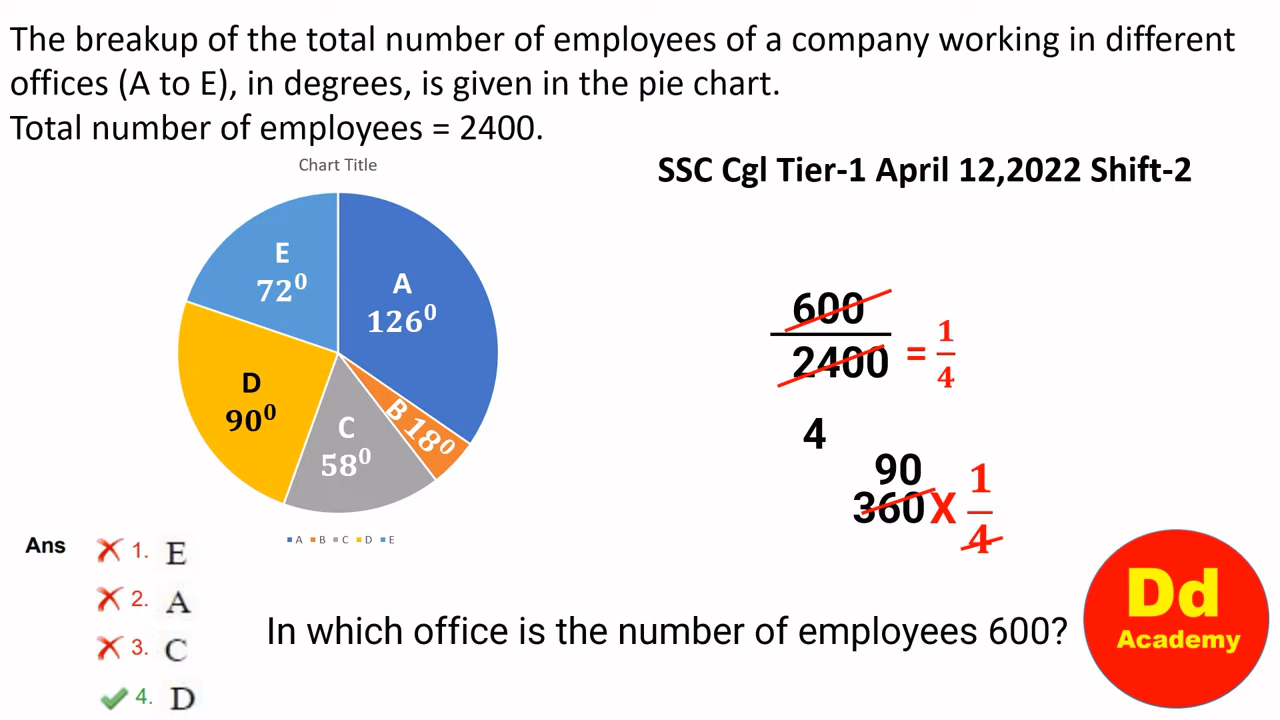 The breakup of the total number of employees of a company working in different
offices (A to E), in degrees, is given in the pie chart.
Total number of employees = 2400.
Chart Title
SSC Cgl Tier-1 April 12,2022 Shift-2
E
72⁰
A
126⁰
D
90⁰
C
58⁰
B 18⁰
A B C D E
600
2400
= 1/4
4
90
360 X 1/4
Ans
1. E
2. A
3. C
4. D
In which office is the number of employees 600?
Dd
Academy